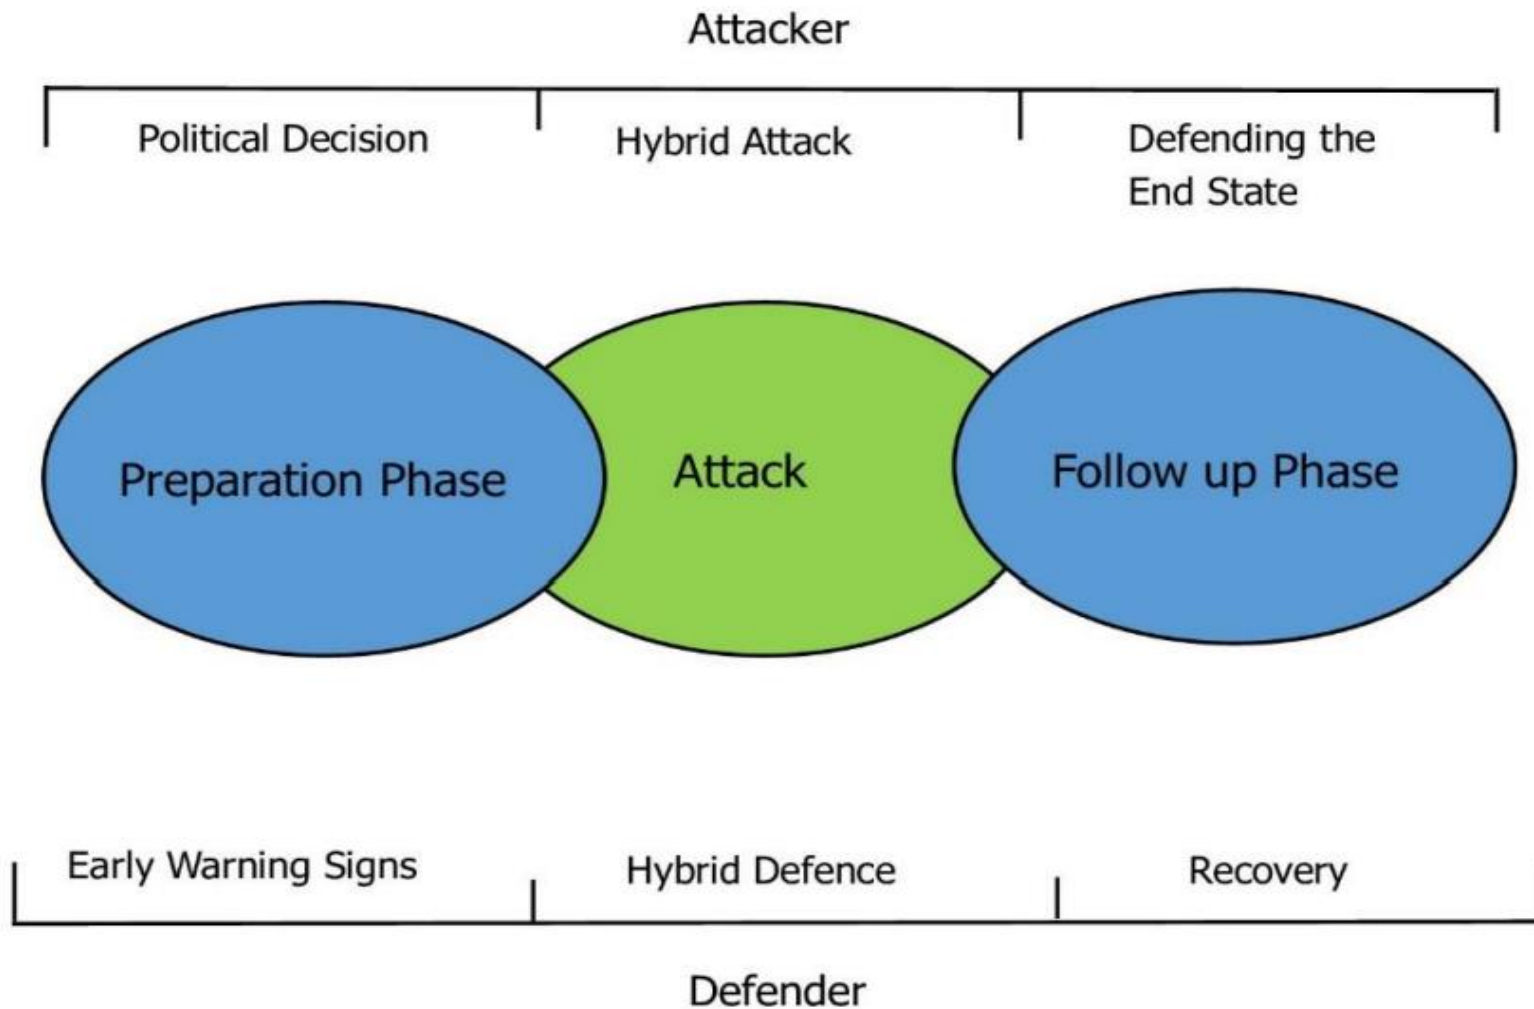 Attacker
Political Decision
Hybrid Attack
Defending the
End State
Preparation Phase
Attack
Follow up Phase
Early Warning Signs
Hybrid Defence
Recovery
Defender